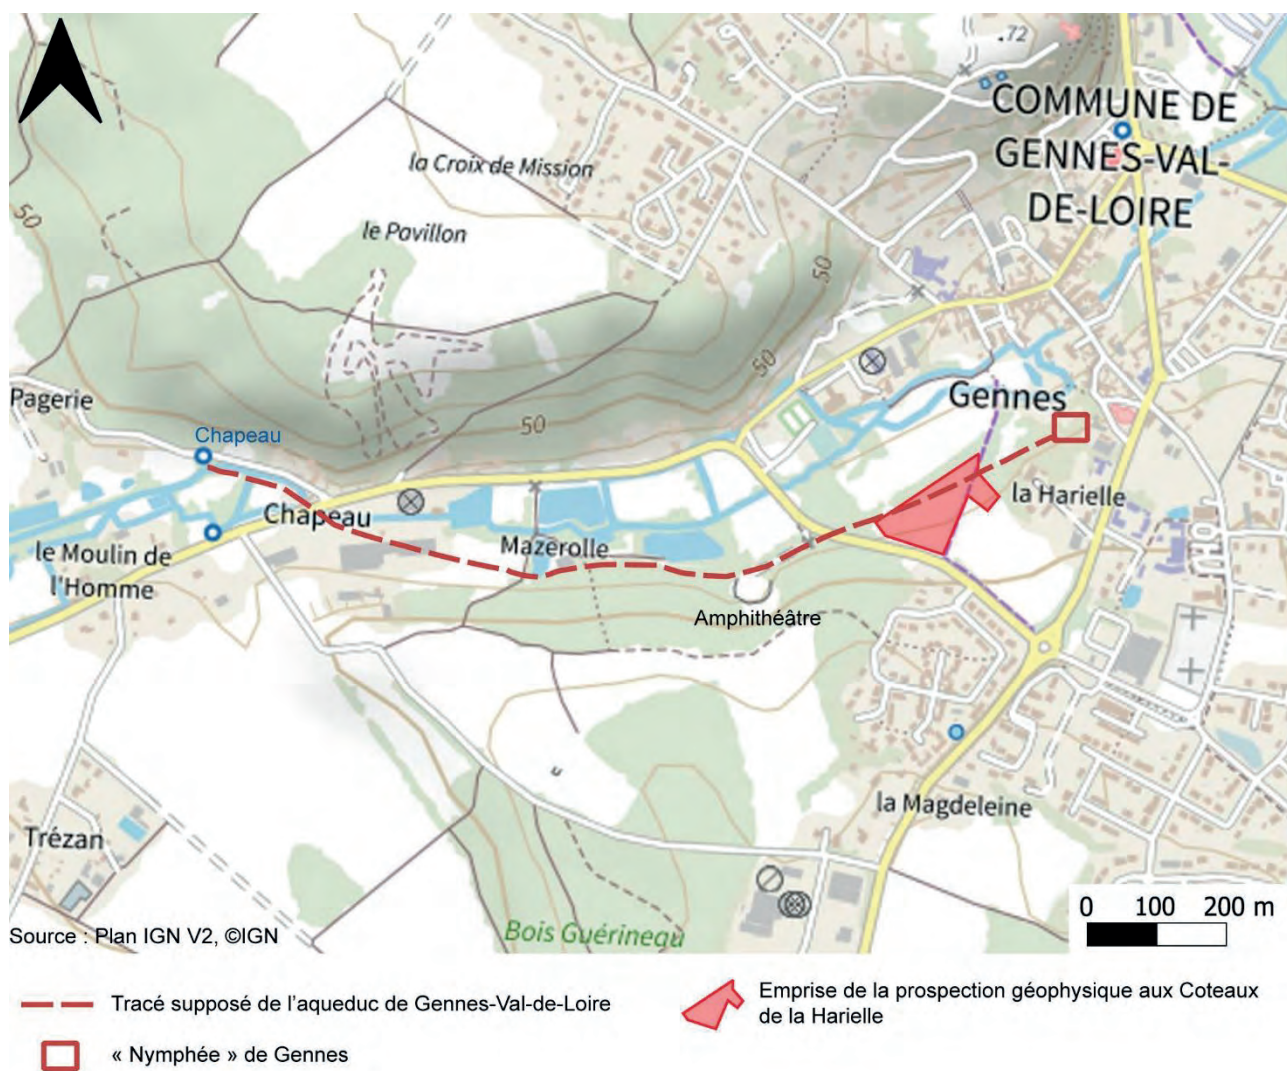 .72
COMMUNE DE
GENNES-VAL-
DE-LOIRE
la Croix de Mission
50
le Pavillon
50
50
Pagerie
Gennes
50
Chapeau
la Harielle
Chapeau
Mazerolle
le Moulin de
l'Homme
Amphithéâtre
la Magdeleine
Trézan
Bois Guérineau
0 100 200 m
Source : Plan IGN V2, ©IGN
Tracé supposé de l'aqueduc de Gennes-Val-de-Loire
« Nymphée » de Gennes
Emprise de la prospection géophysique aux Coteaux
de la Harielle